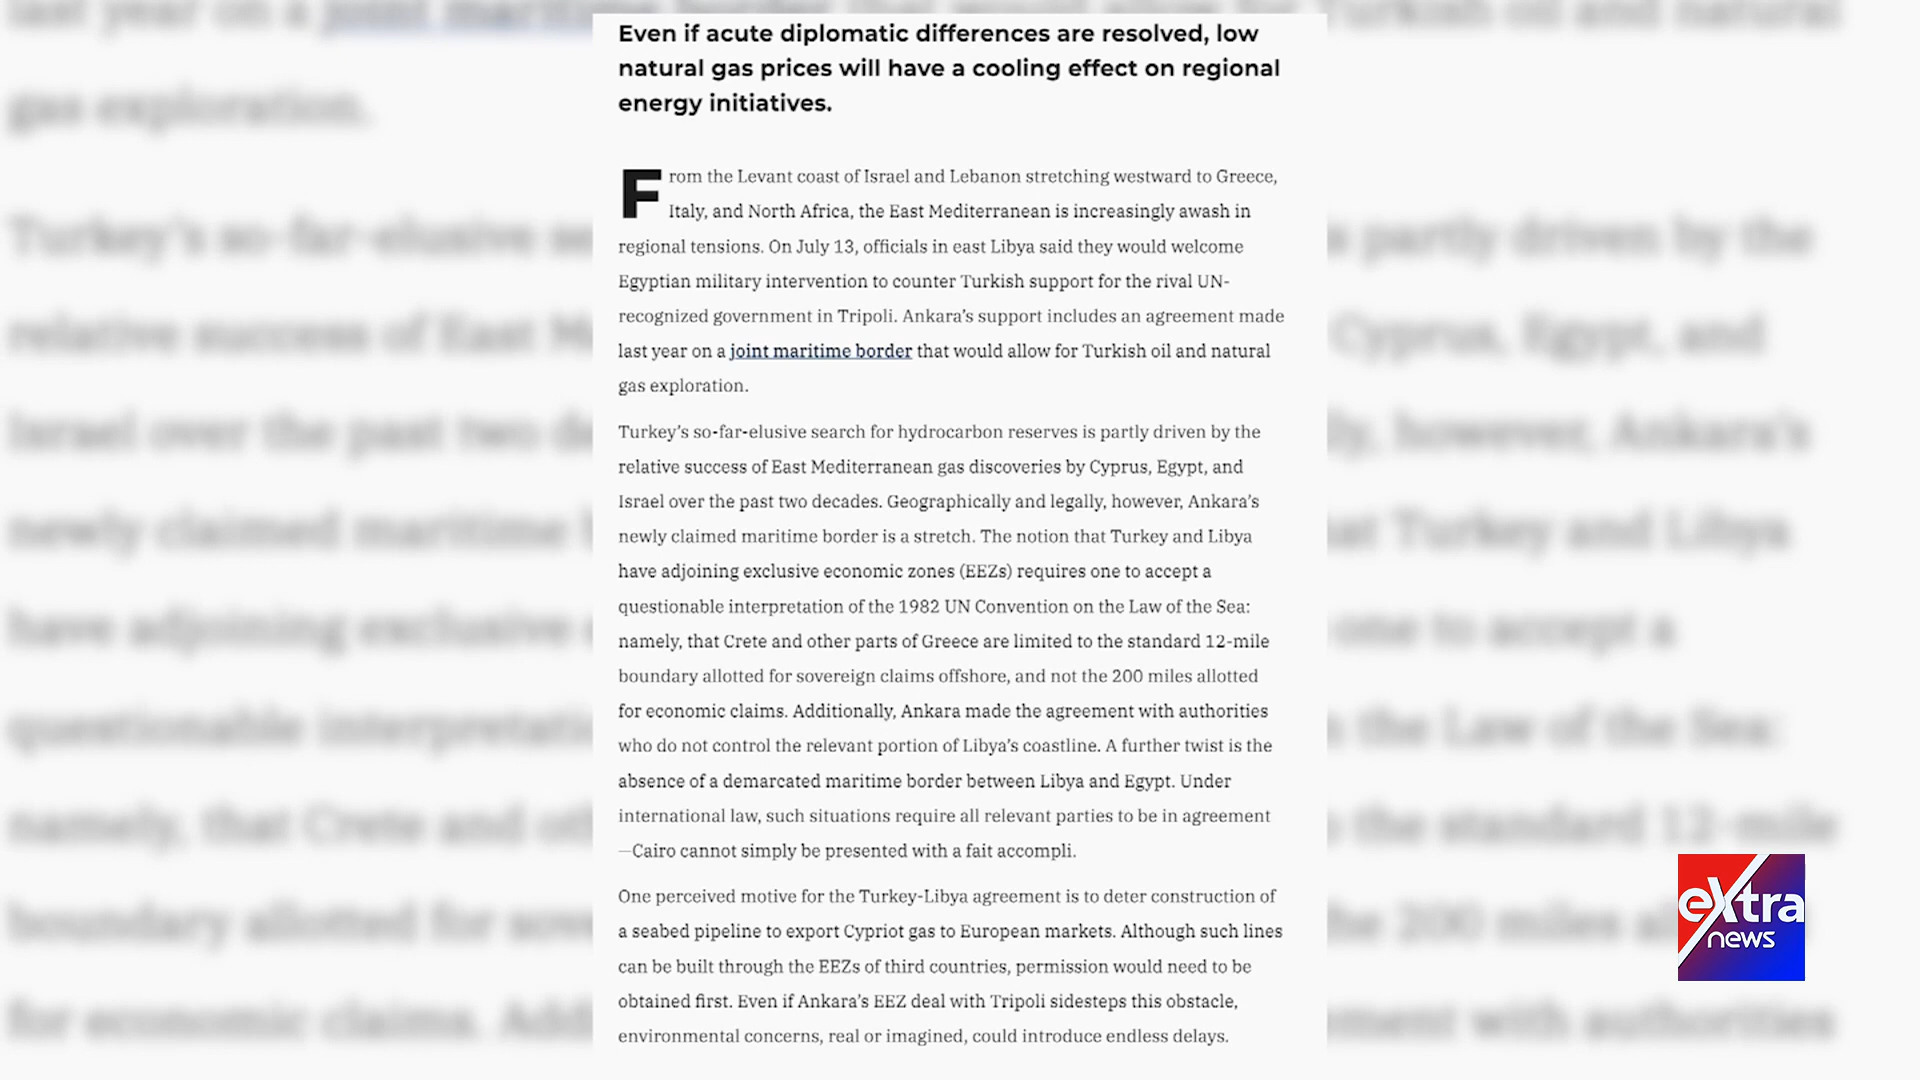 Even if acute diplomatic differences are resolved, low
natural gas prices will have a cooling effect on regional
energy initiatives.
From the Levant coast of Israel and Lebanon stretching westward to Greece,
Italy, and North Africa, the East Mediterranean is increasingly awash in
regional tensions. On July 13, officials in east Libya said they would welcome
Egyptian military intervention to counter Turkish support for the rival UN-
recognized government in Tripoli. Ankara's support includes an agreement made
last year on a joint maritime border that would allow for Turkish oil and natural
gas exploration.
Turkey's so-far-elusive search for hydrocarbon reserves is partly driven by the
relative success of East Mediterranean gas discoveries by Cyprus, Egypt, and
Israel over the past two decades. Geographically and legally, however, Ankara's
newly claimed maritime border is a stretch. The notion that Turkey and Libya
have adjoining exclusive economic zones (EEZs) requires one to accept a
questionable interpretation of the 1982 UN Convention on the Law of the Sea:
namely, that Crete and other parts of Greece are limited to the standard 12-mile
boundary allotted for sovereign claims offshore, and not the 200 miles allotted
for economic claims. Additionally, Ankara made the agreement with authorities
who do not control the relevant portion of Libya's coastline. A further twist is the
absence of a demarcated maritime border between Libya and Egypt. Under
international law, such situations require all relevant parties to be in agreement
—Cairo cannot simply be presented with a fait accompli.
One perceived motive for the Turkey-Libya agreement is to deter construction of
a seabed pipeline to export Cypriot gas to European markets. Although such lines
can be built through the EEZs of third countries, permission would need to be
obtained first. Even if Ankara's EEZ deal with Tripoli sidesteps this obstacle,
environmental concerns, real or imagined, could introduce endless delays.
eXtra
news